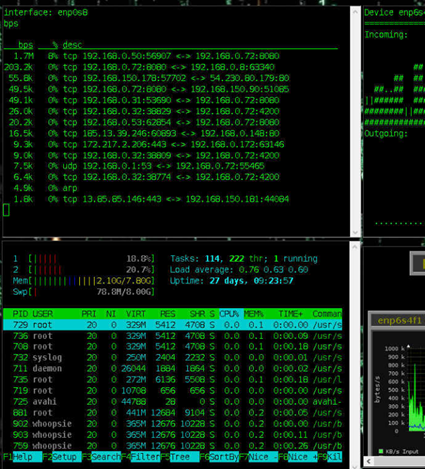 interface: enp0s8
bps
bps % desc
1.7M 8% tcp 192.168.0.50:56907 <-> 192.168.0.72:8080
203.2k 0% tcp 192.168.0.72:8080 <-> 192.168.0.8:63340
55.8k 0% tcp 192.168.150.178:57702 <-> 54.230.80.179:80
49.5k 0% tcp 192.168.0.72:8080 <-> 192.168.150.90:51085
49.1k 0% tcp 192.168.0.31:53690 <-> 192.168.0.72:8080
26.0k 0% tcp 192.168.0.32:38829 <-> 192.168.0.72:4200
20.2k 0% tcp 192.168.0.53:62854 <-> 192.168.0.72:8080
16.5k 0% tcp 185.13.39.246:60893 <-> 192.168.0.148:80
9.3k 0% tcp 172.217.2.206:443 <-> 192.168.0.172:63146
9.0k 0% tcp 192.168.0.32:38809 <-> 192.168.0.72:4200
7.5k 0% udp 192.168.0.1:53 <-> 192.168.0.72:55465
6.4k 0% tcp 192.168.0.32:38774 <-> 192.168.0.72:4200
4.9k 0% arp
1.8k 0% tcp 13.85.85.146:443 <-> 192.168.150.181:44084
Device enp6s
Incoming:
Outgoing:
1 [||||| 18.8%]
2 [||||| 20.7%]
Mem[ 2.10G/7.80G]
Swp[ 78.8M/8.00G]
Tasks: 114, 222 thr; 1 running
Load average: 0.76 0.63 0.60
Uptime: 27 days, 09:23:57
PID USER PRI NI VIRT RES SHR S CPU% MEM% TIME+ Comman
729 root 20 0 329M 5412 4708 S 0.0 0.1 0:00.00 /usr/s
736 root 20 0 329M 5412 4708 S 0.0 0.1 0:00.09 /usr/s
708 root 20 0 329M 5412 4708 S 0.0 0.1 0:00.18 /usr/s
732 syslog 20 0 250M 2404 2232 S 0.0 0.0 0:00.01 /usr/s
711 daemon 20 0 26044 1884 1664 S 0.0 0.0 0:00.02 /usr/s
735 root 20 0 272M 6136 5508 S 0.0 0.1 0:00.18 /usr/l
719 root 20 0 10708 656 656 S 0.0 0.0 0:00.00 /usr/s
725 avahi 20 0 44788 28 0 S 0.0 0.0 0:00.00 avahi-
881 root 20 0 441M 12684 9104 S 0.0 0.2 0:00.05 /usr/s
902 whoopsie 20 0 365M 12676 10228 S 0.0 0.2 0:00.00 /usr/b
903 whoopsie 20 0 365M 12676 10228 S 0.0 0.2 0:00.11 /usr/b
759 whoopsie 20 0 365M 12676 10228 S 0.0 0.2 0:00.26 /usr/b
F1Help F2Setup F3Search F4Filter F5Tree F6SortBy F7Nice - F8Nice + F9Kil
enp6s4f1
bytes/s
1000 k
900 k
800 k
700 k
600 k
500 k
400 k
300 k
200 k
100 k
0
KB/s Input